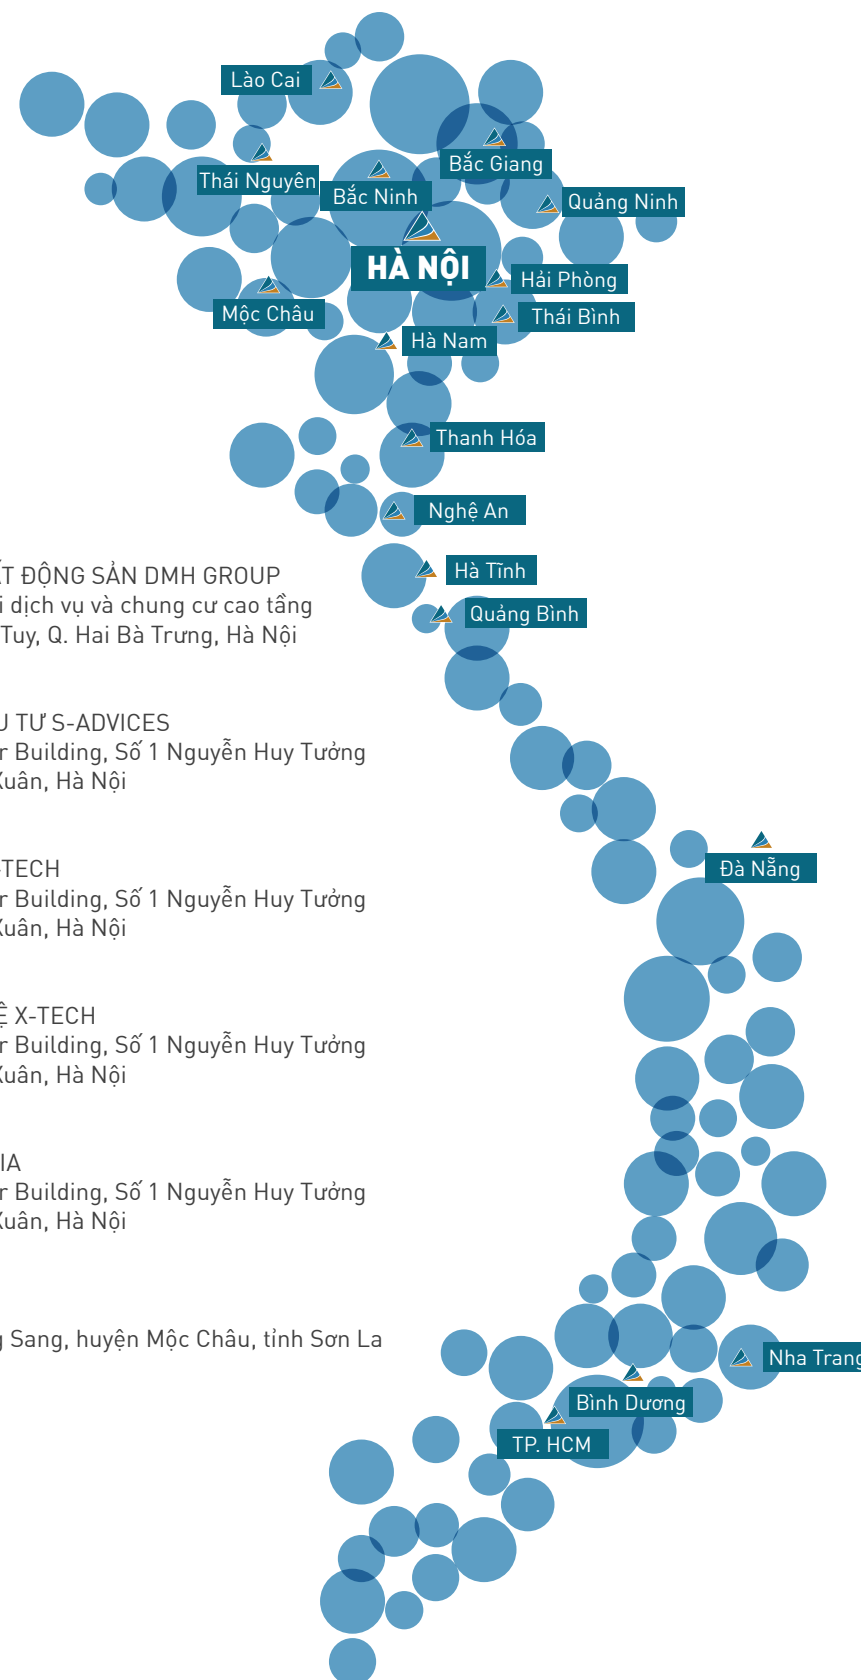 Lào Cai
Thái Nguyên
Bắc Ninh
Bắc Giang
Quảng Ninh
HÀ NỘI
Hải Phòng
Mộc Châu
Thái Bình
Hà Nam
Thanh Hóa
Nghệ An
Hà Tĩnh
Quảng Bình
ĐỘNG SẢN DMH GROUP
dịch vụ và chung cư cao tầng
Tuy, Q. Hai Bà Trưng, Hà Nội
TƯ S-ADVICES
Building, Số 1 Nguyễn Huy Tưởng
Xuân, Hà Nội
-TECH
Building, Số 1 Nguyễn Huy Tưởng
Xuân, Hà Nội
X-TECH
Building, Số 1 Nguyễn Huy Tưởng
Xuân, Hà Nội
IA
Building, Số 1 Nguyễn Huy Tưởng
Xuân, Hà Nội
Sang, huyện Mộc Châu, tỉnh Sơn La
Đà Nẵng
Nha Trang
Bình Dương
TP. HCM